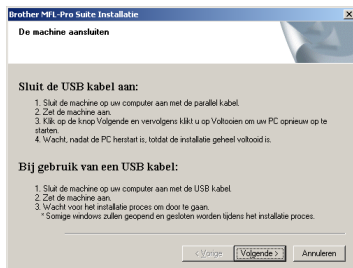 Brother MFL-Pro Suite Installatie
De machine aansluiten
Sluit de USB kabel aan:
1. Sluit de machine op uw computer aan met de parallel kabel.
2. Zet de machine aan.
3. Klik op de knop Volgende en vervolgens klikt u op Voltooien om uw PC opnieuw op te
starten.
4. Wacht, nadat de PC herstart is, totdat de installatie geheel voltooid is.
Bij gebruik van een USB kabel:
1. Sluit de machine op uw computer aan met de USB kabel.
2. Zet de machine aan.
3. Wacht voor het installatie proces om door te gaan.
* Somige windows zullen geopend en gesloten worden tijdens het installatie proces.
< Vorige Volgende > Annuleren